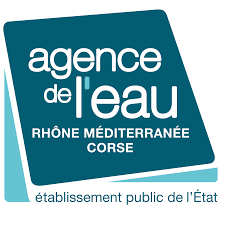 agence
de l'eau
RHÔNE MÉDITERRANÉE
CORSE
établissement public de l'État